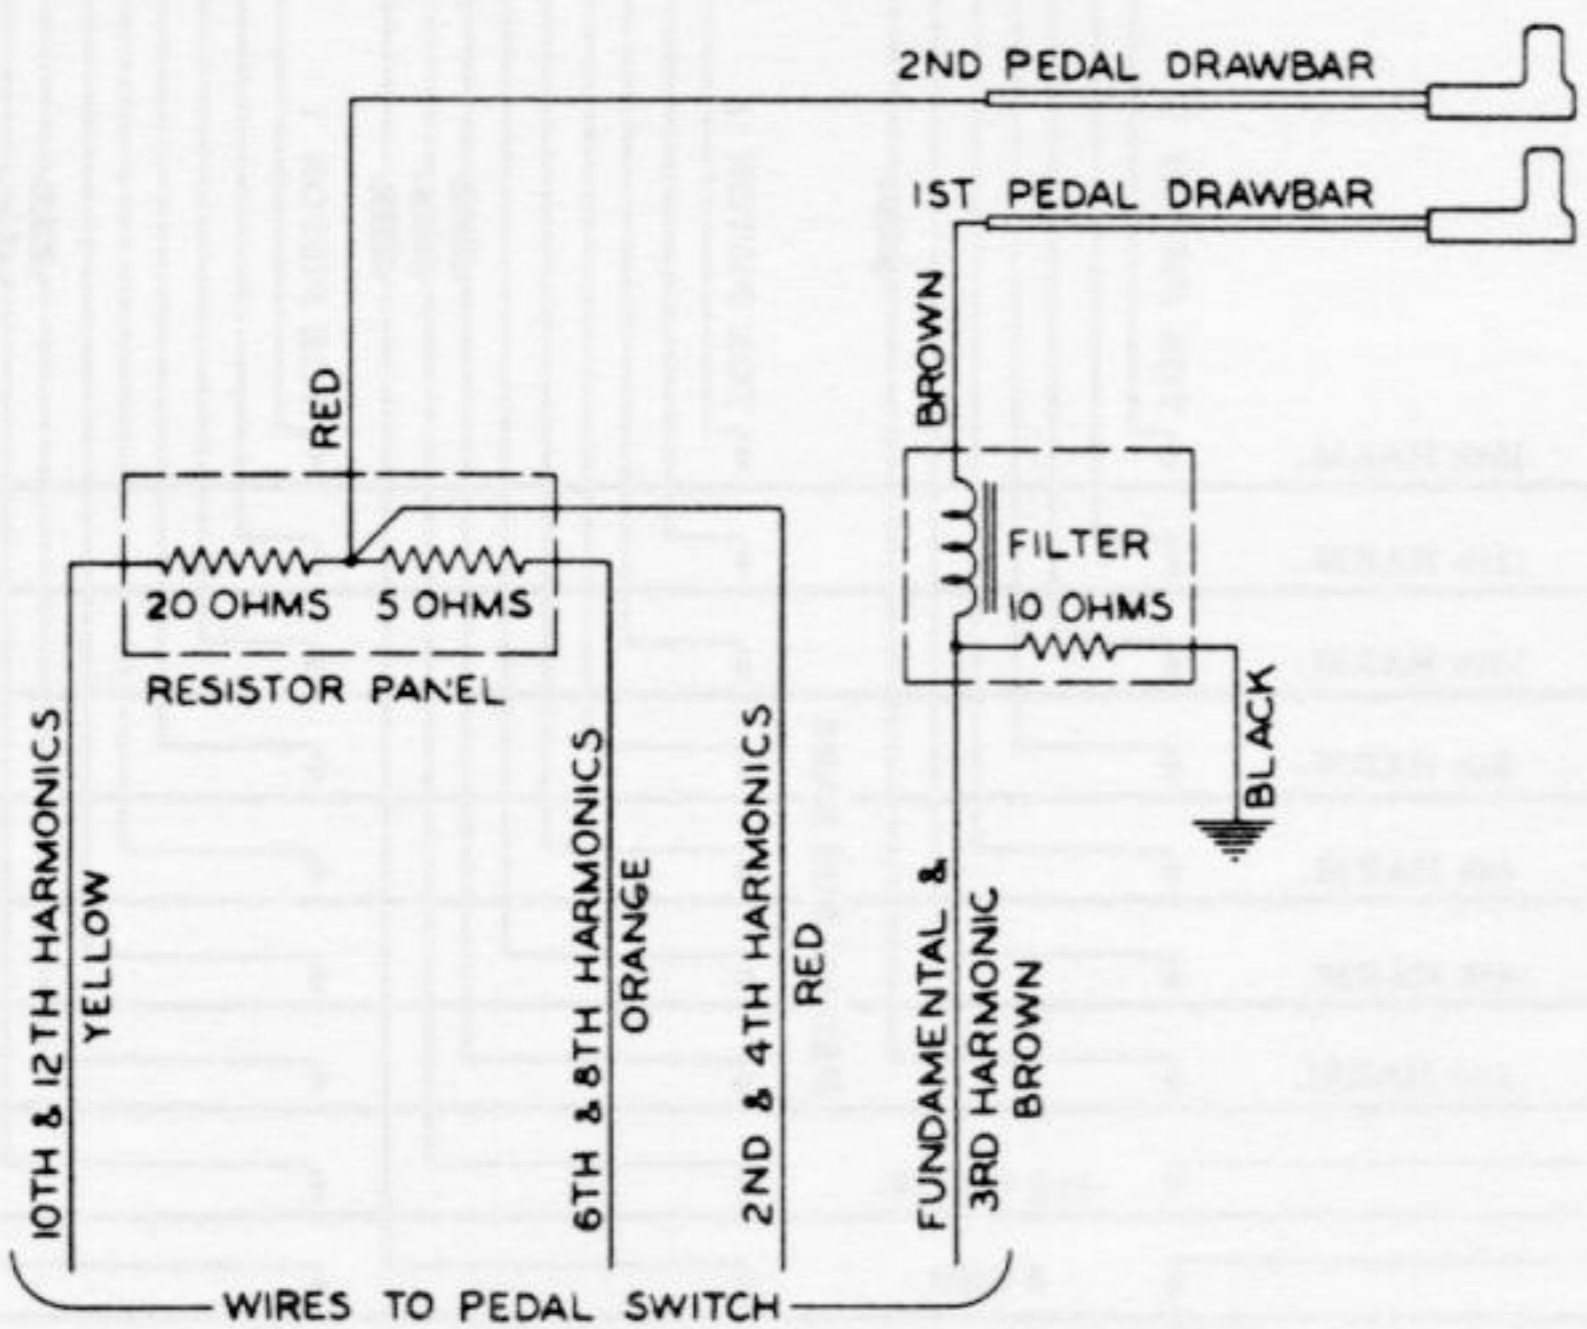 2ND PEDAL DRAWBAR
1ST PEDAL DRAWBAR
BROWN
RED
FILTER
10 OHMS
20 OHMS
5 OHMS
RESISTOR PANEL
BLACK
10TH & 12TH HARMONICS
YELLOW
6TH & 8TH HARMONICS
ORANGE
2ND & 4TH HARMONICS
RED
FUNDAMENTAL &
3RD HARMONIC
BROWN
WIRES TO PEDAL SWITCH